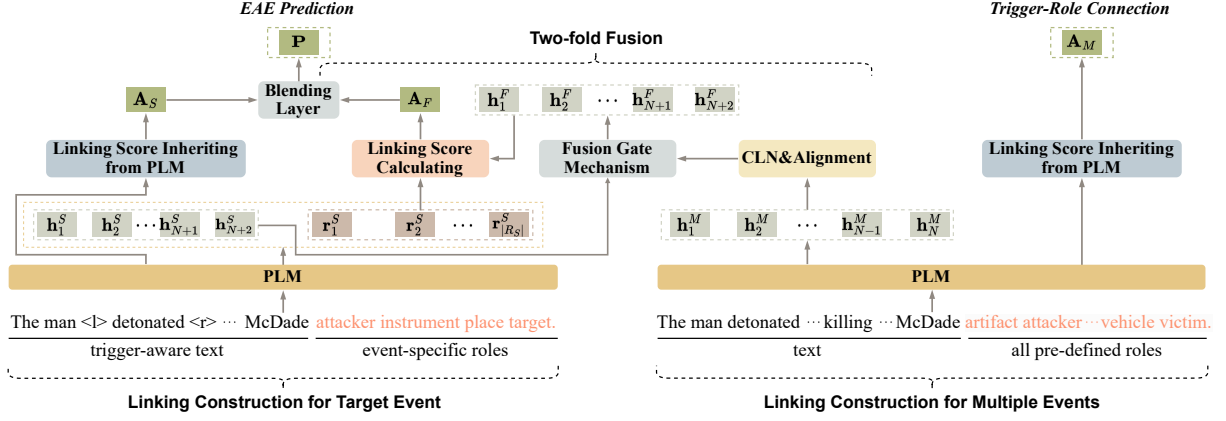 EAE Prediction
Trigger-Role Connection
P
A_M
Two-fold Fusion
A_S
Blending
Layer
A_F
h_1^F h_2^F ⋯ h_{N+1}^F h_{N+2}^F
Linking Score Inheriting
from PLM
Linking Score
Calculating
Fusion Gate
Mechanism
CLN&Alignment
Linking Score Inheriting
from PLM
h_1^S h_2^S ⋯ h_{N+1}^S h_{N+2}^S
r_1^S r_2^S ⋯ r_{|R_S|}^S
h_1^M h_2^M ⋯ h_{N-1}^M h_N^M
PLM
PLM
The man <l> detonated <r> ⋯ McDade attacker instrument place target.
The man detonated ⋯ killing ⋯ McDade artifact attacker ⋯ vehicle victim.
trigger-aware text
event-specific roles
text
all pre-defined roles
Linking Construction for Target Event
Linking Construction for Multiple Events